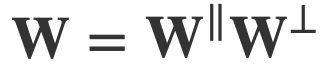 𝐖 = 𝐖^∥ 𝐖^⊥